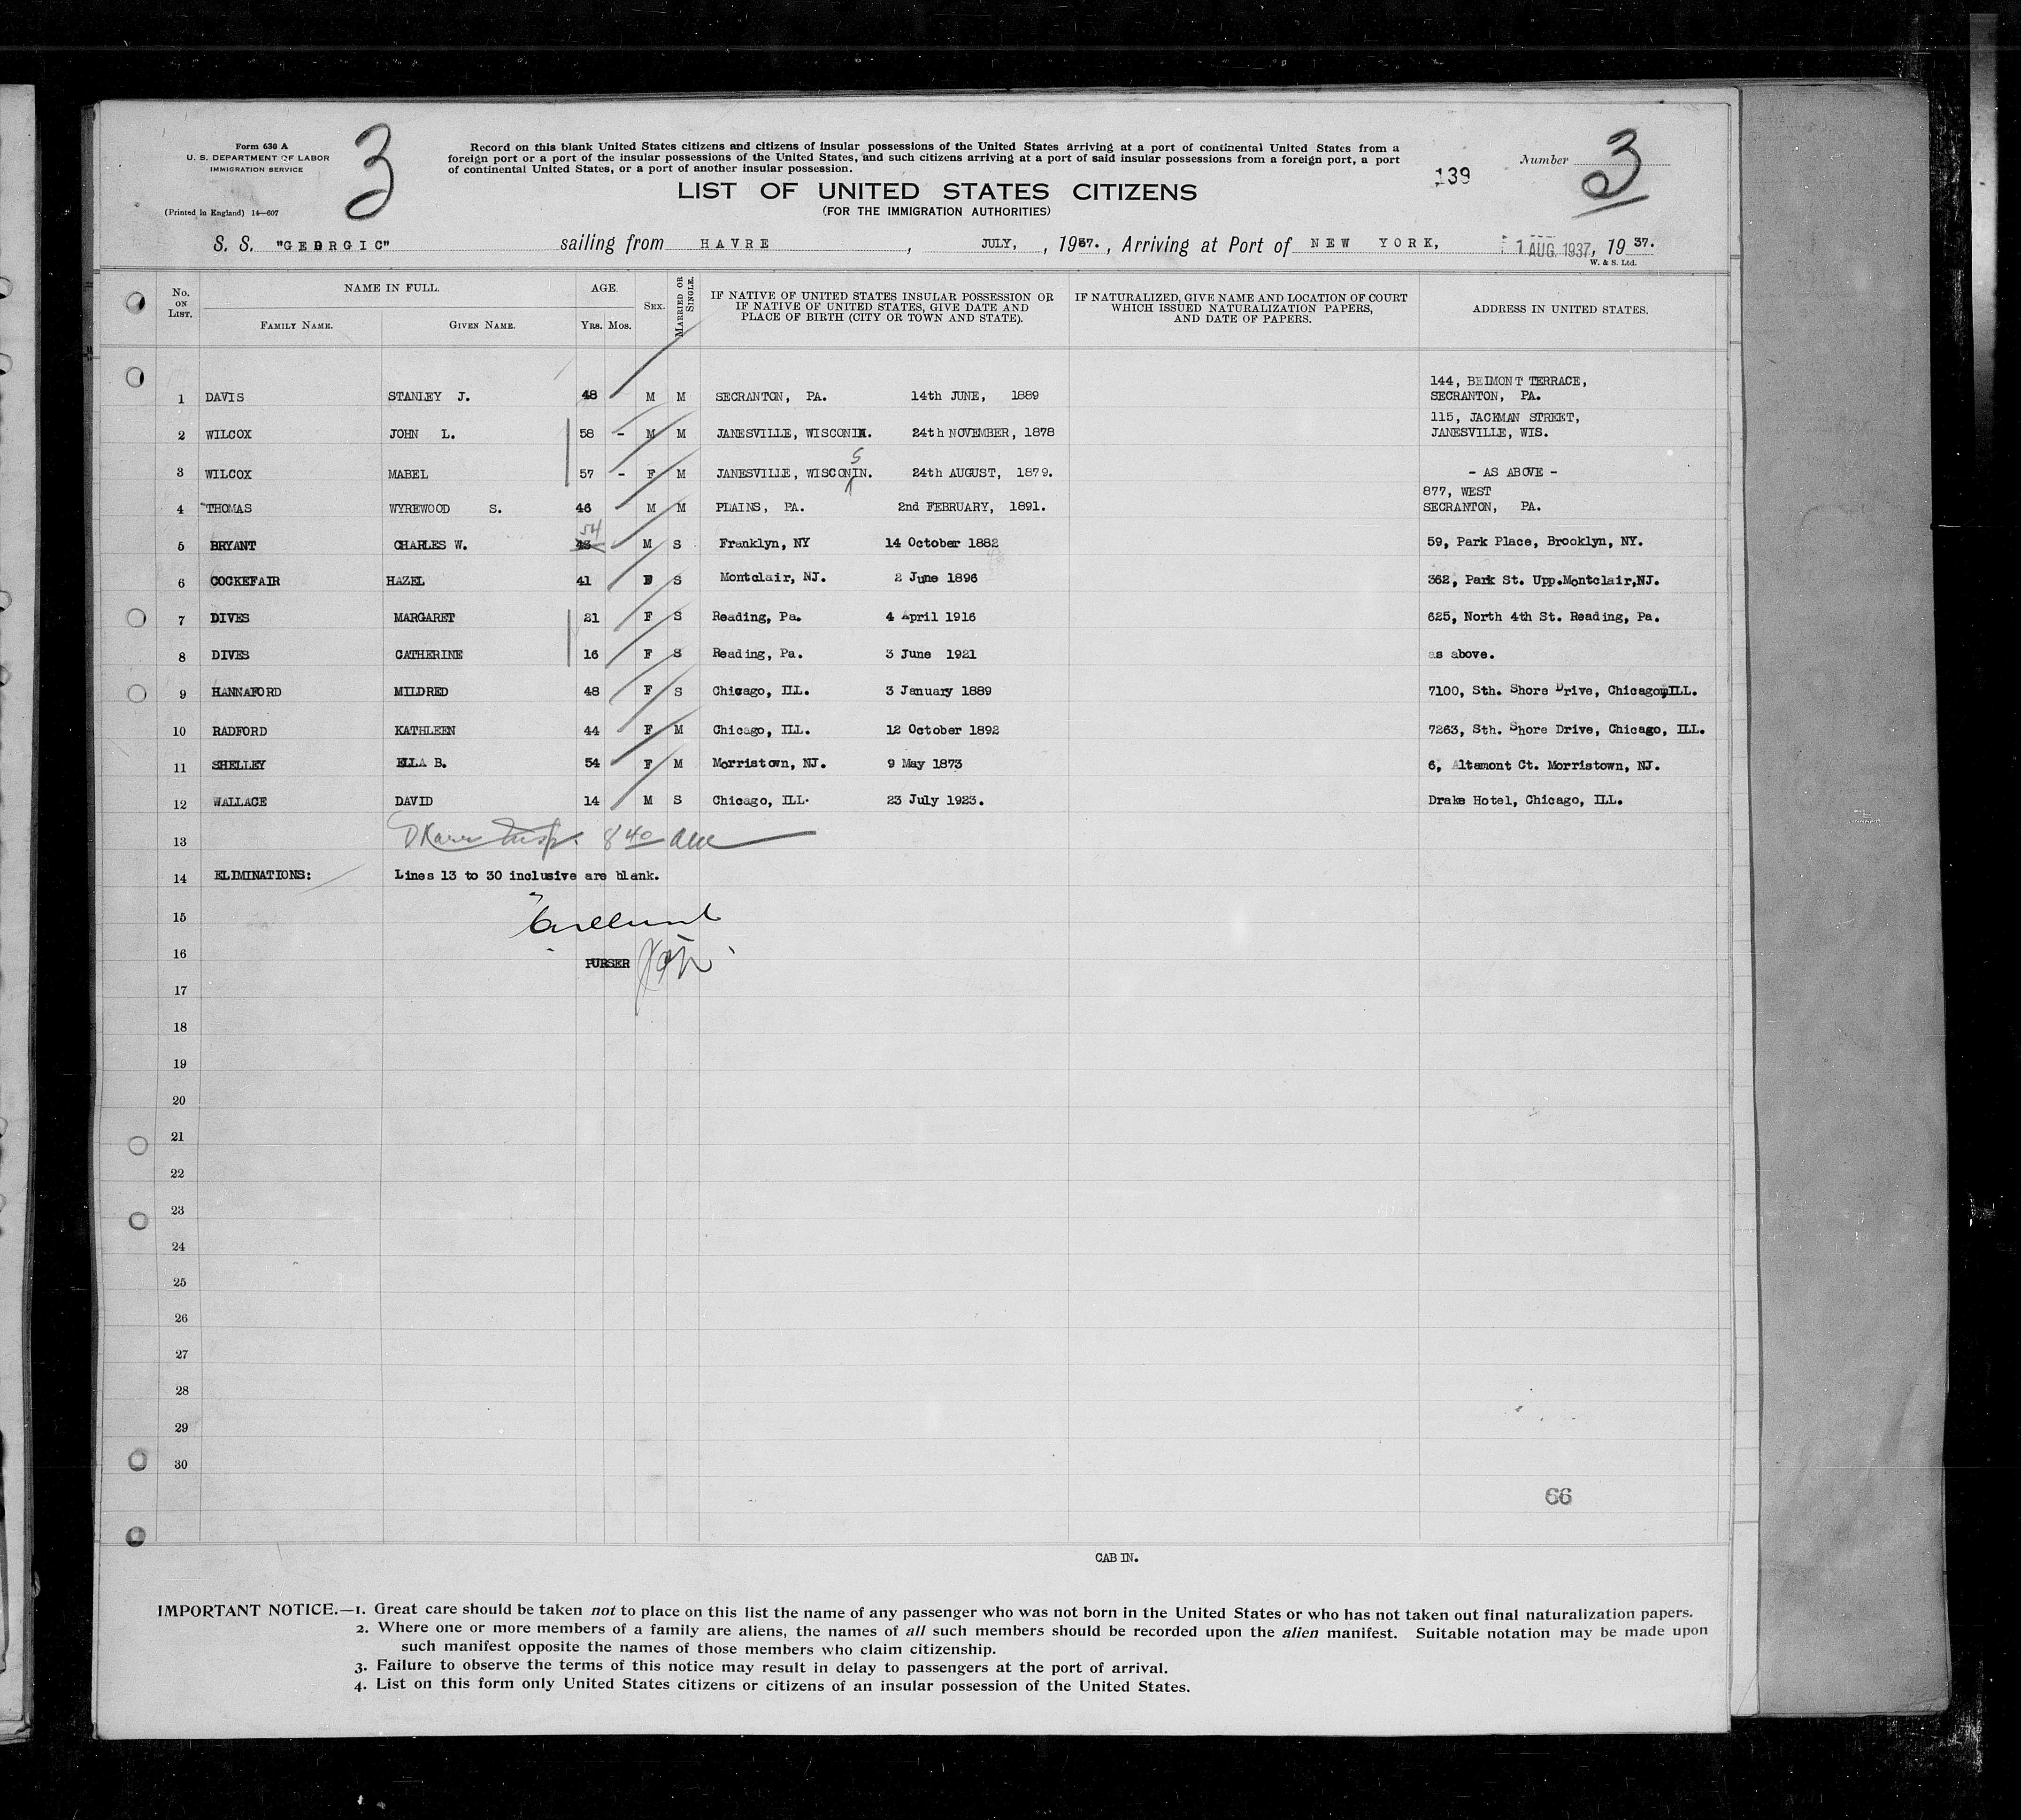 Form 630 A
U. S. DEPARTMENT OF LABOR
IMMIGRATION SERVICE
(Printed in England) 14—607
3
Record on this blank United States citizens and citizens of insular possessions of the United States arriving at a port of continental United States from a
foreign port or a port of the insular possessions of the United States, and such citizens arriving at a port of said insular possessions from a foreign port, a port
of continental United States, or a port of another insular possession.
139
Number 3
LIST OF UNITED STATES CITIZENS
(FOR THE IMMIGRATION AUTHORITIES)
S. S. "GEORGIC" sailing from HAVRE, JULY, , 1937. , Arriving at Port of NEW YORK, 1 AUG. 1937, 19 37.
W. & S. Ltd.
No. ON LIST. NAME IN FULL. FAMILY NAME. GIVEN NAME. AGE. YRS. MOS. SEX. MARRIED OR SINGLE. IF NATIVE OF UNITED STATES INSULAR POSSESSION OR IF NATIVE OF UNITED STATES, GIVE DATE AND PLACE OF BIRTH (CITY OR TOWN AND STATE). IF NATURALIZED, GIVE NAME AND LOCATION OF COURT WHICH ISSUED NATURALIZATION PAPERS, AND DATE OF PAPERS. ADDRESS IN UNITED STATES.
1 DAVIS STANLEY J. 48 M M SECRANTON, PA. 14th JUNE, 1889 144, BEIMONT TERRACE, SECRANTON, PA.
2 WILCOX JOHN L. 58 - M M JANESVILLE, WISCONIN. 24th NOVEMBER, 1878 115, JACKMAN STREET, JANESVILLE, WIS.
3 WILCOX MABEL 57 - F M JANESVILLE, WISCONSIN. 24th AUGUST, 1879. - AS ABOVE -
4 THOMAS WYREWOOD S. 46 M M PLAINS, PA. 2nd FEBRUARY, 1891. 877, WEST SECRANTON, PA.
5 BRYANT CHARLES W. 54 M S Franklyn, NY 14 October 1882 59, Park Place, Brooklyn, NY.
6 COCKEFAIR HAZEL 41 F S Montclair, NJ. 2 June 1896 362, Park St. Upp.Montclair,NJ.
7 DIVES MARGARET 21 F S Reading, Pa. 4 April 1916 625, North 4th St. Reading, Pa.
8 DIVES CATHERINE 16 F S Reading, Pa. 3 June 1921 as above.
9 HANNAFORD MILDRED 48 F S Chicago, ILL. 3 January 1889 7100, Sth. Shore Drive, Chicago,ILL.
10 RADFORD KATHLEEN 44 F M Chicago, ILL. 12 October 1892 7263, Sth. Shore Drive, Chicago, ILL.
11 SHELLEY ELLA B. 54 F M Morristown, NJ. 9 May 1873 6, Altamont Ct. Morristown, NJ.
12 WALLACE DAVID 14 M S Chicago, ILL. 23 July 1923. Drake Hotel, Chicago, ILL.
13 8 40
14 ELIMINATIONS: Lines 13 to 30 inclusive are blank.
15
16 PURSER
17
18
19
20
21
22
23
24
25
26
27
28
29
30
66
CABIN.
IMPORTANT NOTICE.—1. Great care should be taken not to place on this list the name of any passenger who was not born in the United States or who has not taken out final naturalization papers.
2. Where one or more members of a family are aliens, the names of all such members should be recorded upon the alien manifest. Suitable notation may be made upon
such manifest opposite the names of those members who claim citizenship.
3. Failure to observe the terms of this notice may result in delay to passengers at the port of arrival.
4. List on this form only United States citizens or citizens of an insular possession of the United States.